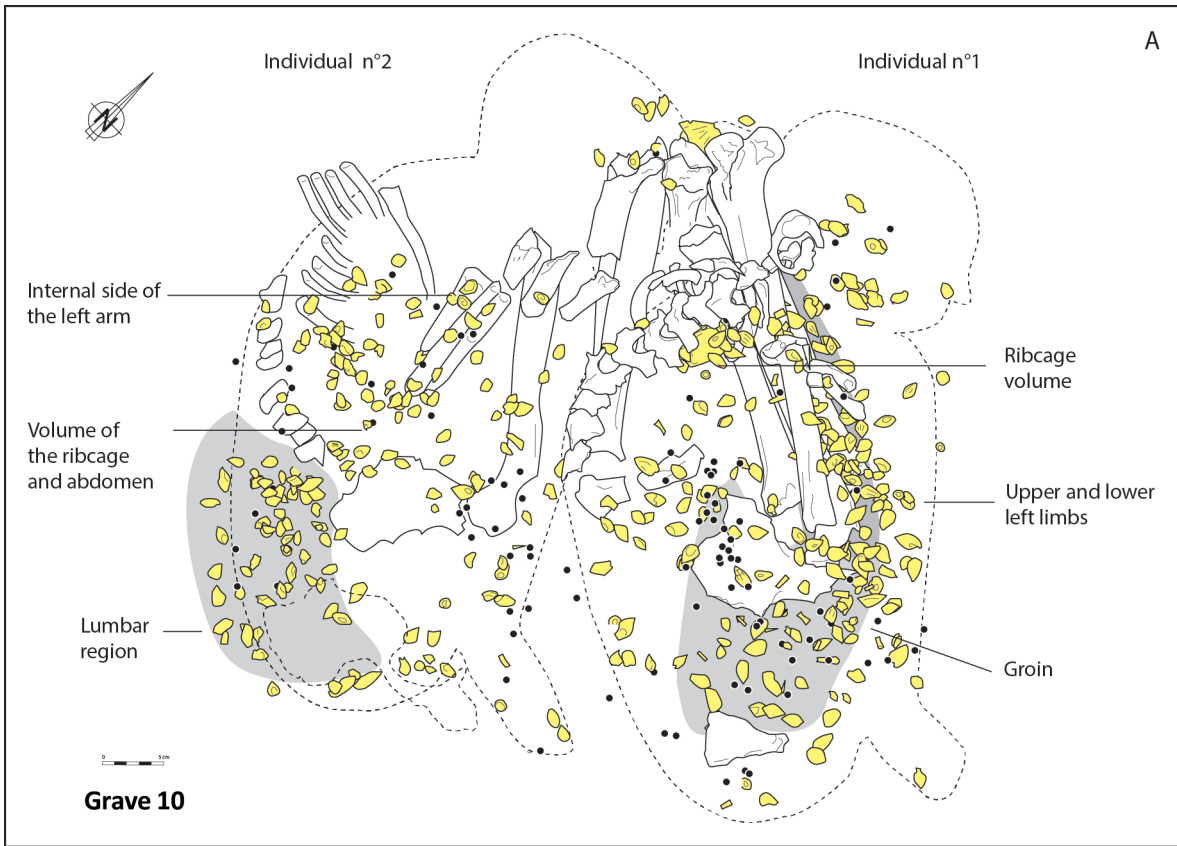 A
Individual n°2
Individual n°1
N
Internal side of
the left arm
Ribcage
volume
Volume of
the ribcage
and abdomen
Upper and lower
left limbs
Lumbar
region
Groin
0
5 cm
Grave 10